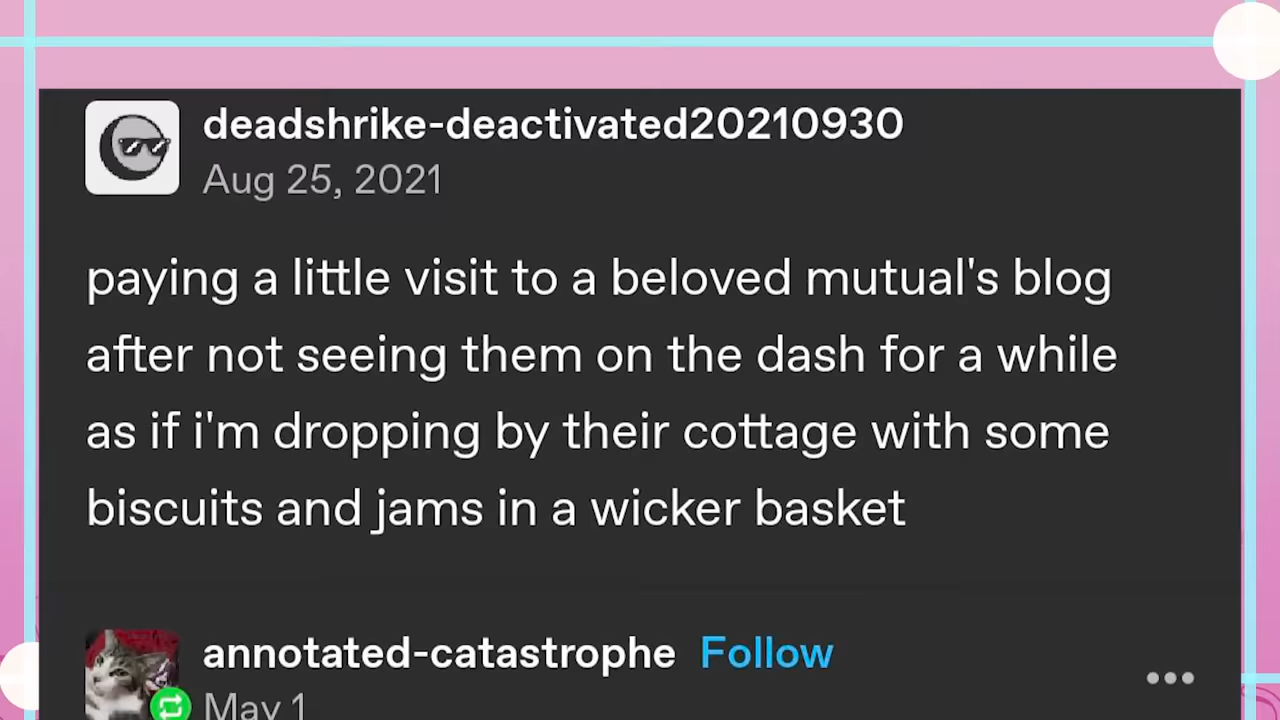 deadshrike-deactivated20210930
Aug 25, 2021
paying a little visit to a beloved mutual's blog
after not seeing them on the dash for a while
as if i'm dropping by their cottage with some
biscuits and jams in a wicker basket
annotated-catastrophe Follow
May 1